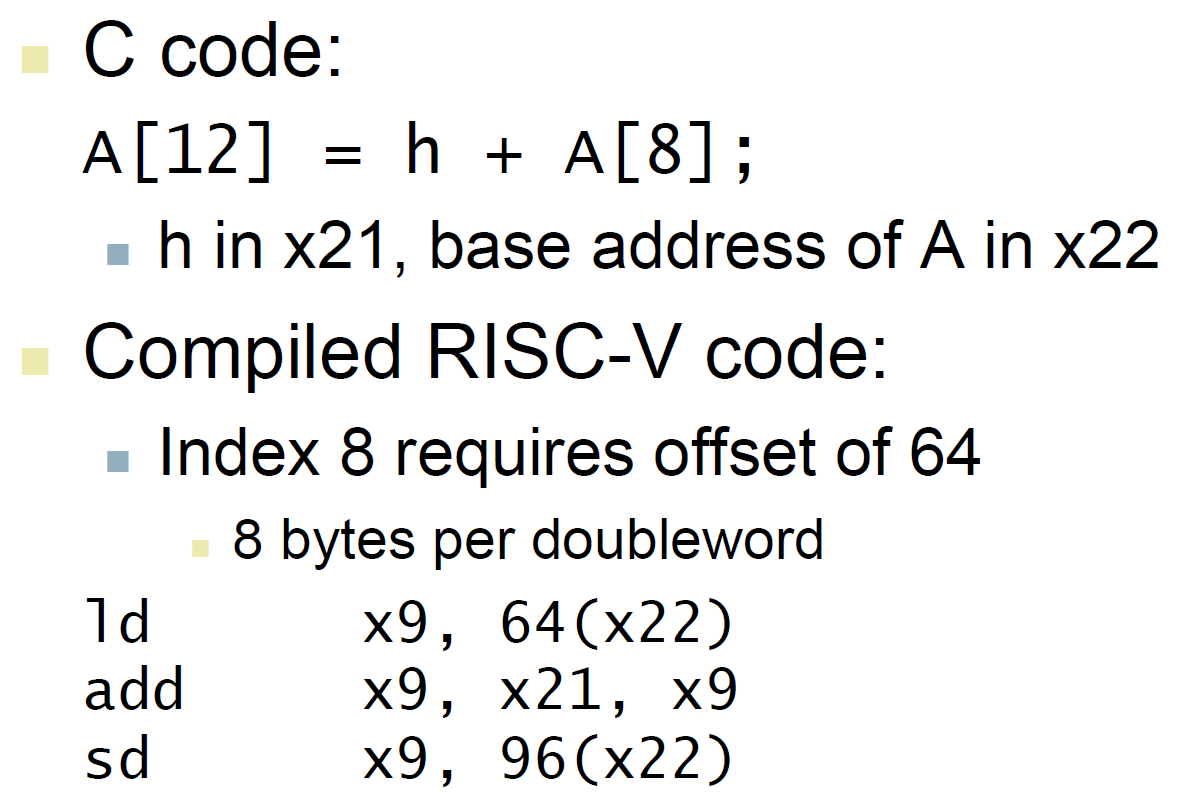 C code:
A[12] = h + A[8];
h in x21, base address of A in x22
Compiled RISC-V code:
Index 8 requires offset of 64
8 bytes per doubleword
ld x9, 64(x22)
add x9, x21, x9
sd x9, 96(x22)